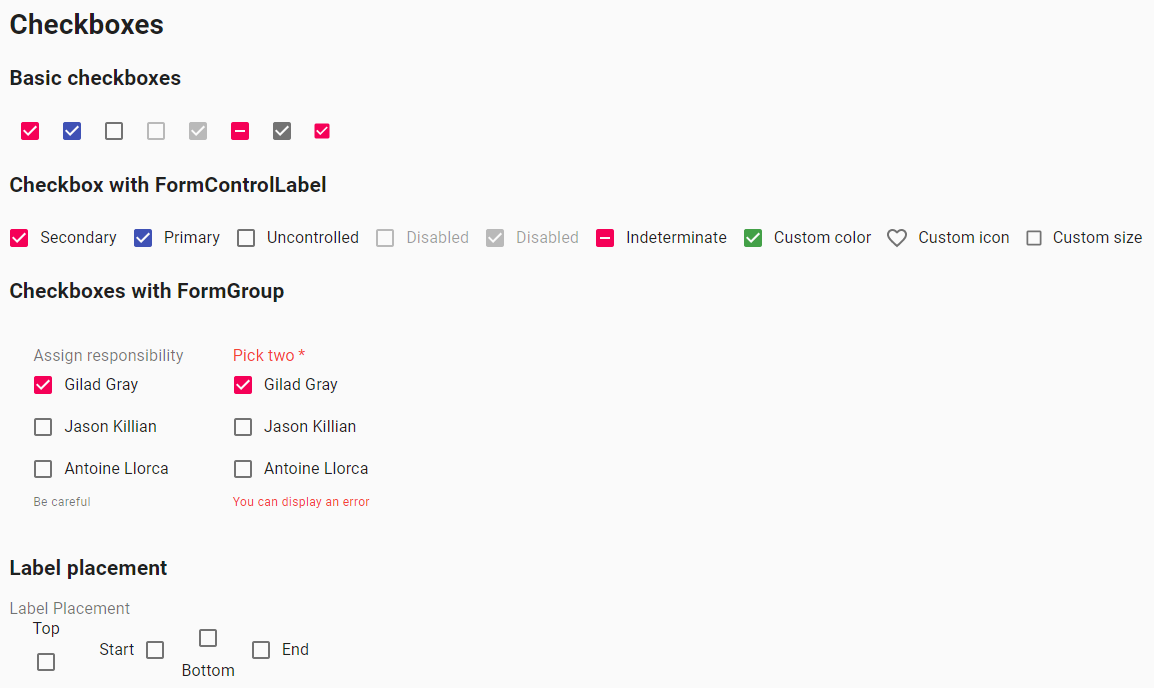 Checkboxes
Basic checkboxes
Checkbox with FormControlLabel
Secondary Primary Uncontrolled Disabled Disabled Indeterminate Custom color Custom icon Custom size
Checkboxes with FormGroup
Assign responsibility
Gilad Gray
Jason Killian
Antoine Llorca
Be careful
Pick two *
Gilad Gray
Jason Killian
Antoine Llorca
You can display an error
Label placement
Label Placement
Top
Start
Bottom
End